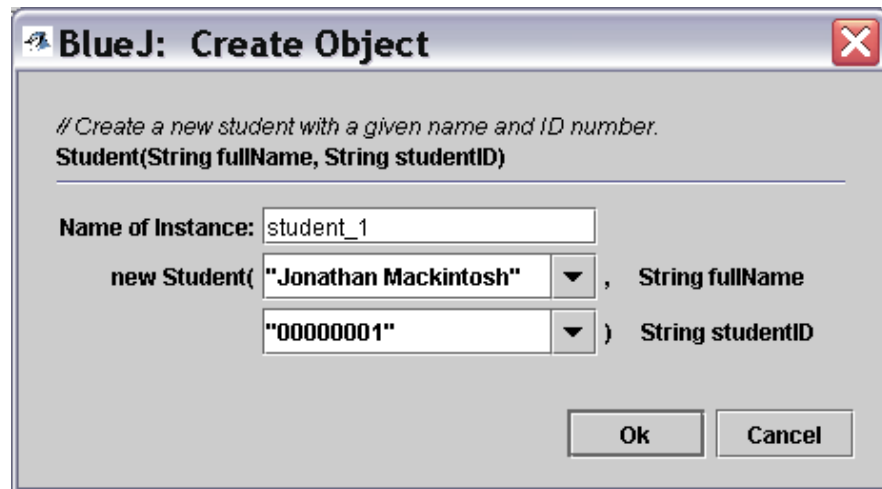 BlueJ: Create Object
// Create a new student with a given name and ID number.
Student(String fullName, String studentID)
Name of Instance: student_1
new Student( "Jonathan Mackintosh" , String fullName
"00000001" ) String studentID
Ok Cancel